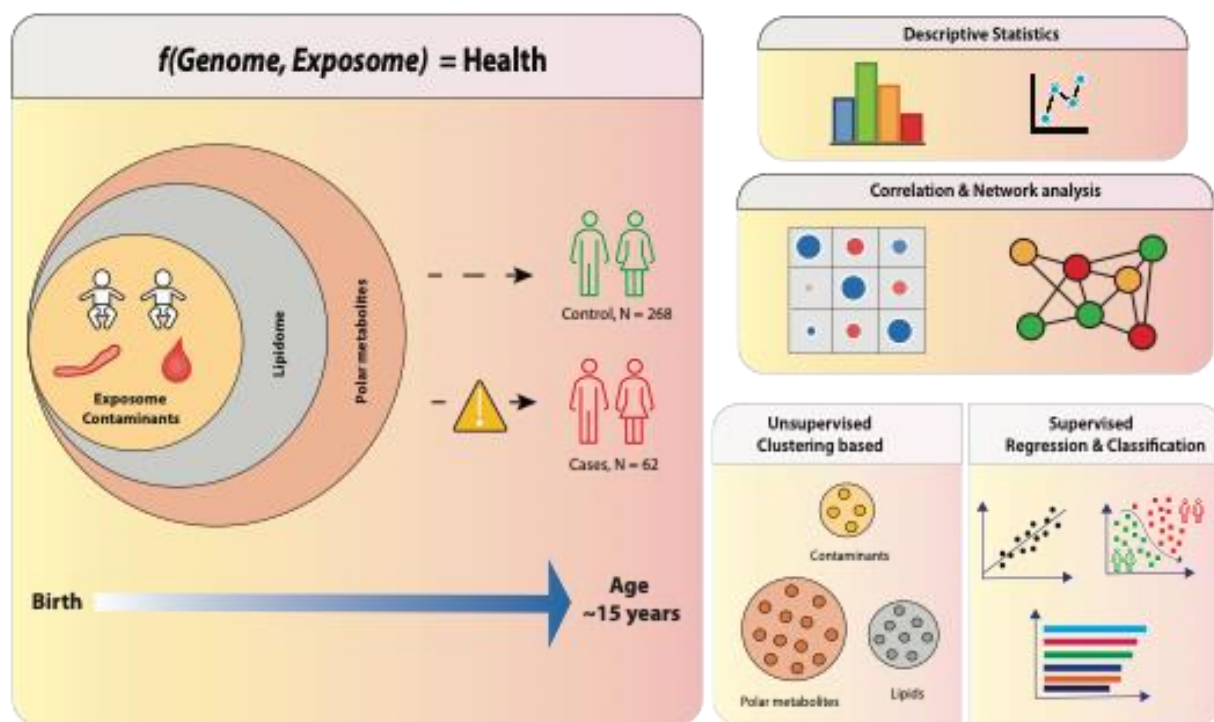 f(Genome, Exposome) = Health
Exposome
Contaminants
Lipidome
Polar metabolites
Control, N = 268
Cases, N = 62
Birth
Age
~15 years
Descriptive Statistics
Correlation & Network analysis
Unsupervised
Clustering based
Contaminants
Polar metabolites
Lipids
Supervised
Regression & Classification